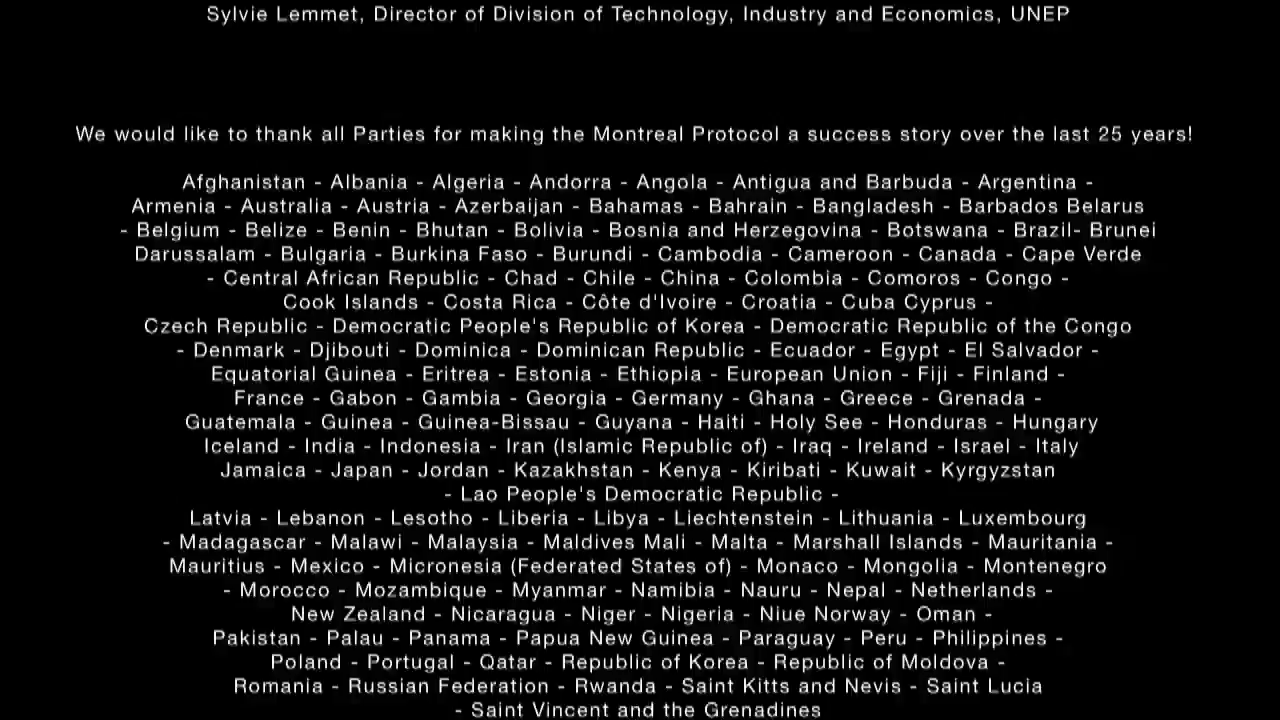 Sylvie Lemmet, Director of Division of Technology, Industry and Economics, UNEP
We would like to thank all Parties for making the Montreal Protocol a success story over the last 25 years!
Afghanistan - Albania - Algeria - Andorra - Angola - Antigua and Barbuda - Argentina -
Armenia - Australia - Austria - Azerbaijan - Bahamas - Bahrain - Bangladesh - Barbados Belarus
- Belgium - Belize - Benin - Bhutan - Bolivia - Bosnia and Herzegovina - Botswana - Brazil- Brunei
Darussalam - Bulgaria - Burkina Faso - Burundi - Cambodia - Cameroon - Canada - Cape Verde
- Central African Republic - Chad - Chile - China - Colombia - Comoros - Congo -
Cook Islands - Costa Rica - Côte d'Ivoire - Croatia - Cuba Cyprus -
Czech Republic - Democratic People's Republic of Korea - Democratic Republic of the Congo
- Denmark - Djibouti - Dominica - Dominican Republic - Ecuador - Egypt - El Salvador -
Equatorial Guinea - Eritrea - Estonia - Ethiopia - European Union - Fiji - Finland -
France - Gabon - Gambia - Georgia - Germany - Ghana - Greece - Grenada -
Guatemala - Guinea - Guinea-Bissau - Guyana - Haiti - Holy See - Honduras - Hungary
Iceland - India - Indonesia - Iran (Islamic Republic of) - Iraq - Ireland - Israel - Italy
Jamaica - Japan - Jordan - Kazakhstan - Kenya - Kiribati - Kuwait - Kyrgyzstan
- Lao People's Democratic Republic -
Latvia - Lebanon - Lesotho - Liberia - Libya - Liechtenstein - Lithuania - Luxembourg
- Madagascar - Malawi - Malaysia - Maldives Mali - Malta - Marshall Islands - Mauritania -
Mauritius - Mexico - Micronesia (Federated States of) - Monaco - Mongolia - Montenegro
- Morocco - Mozambique - Myanmar - Namibia - Nauru - Nepal - Netherlands -
New Zealand - Nicaragua - Niger - Nigeria - Niue Norway - Oman -
Pakistan - Palau - Panama - Papua New Guinea - Paraguay - Peru - Philippines -
Poland - Portugal - Qatar - Republic of Korea - Republic of Moldova -
Romania - Russian Federation - Rwanda - Saint Kitts and Nevis - Saint Lucia
- Saint Vincent and the Grenadines